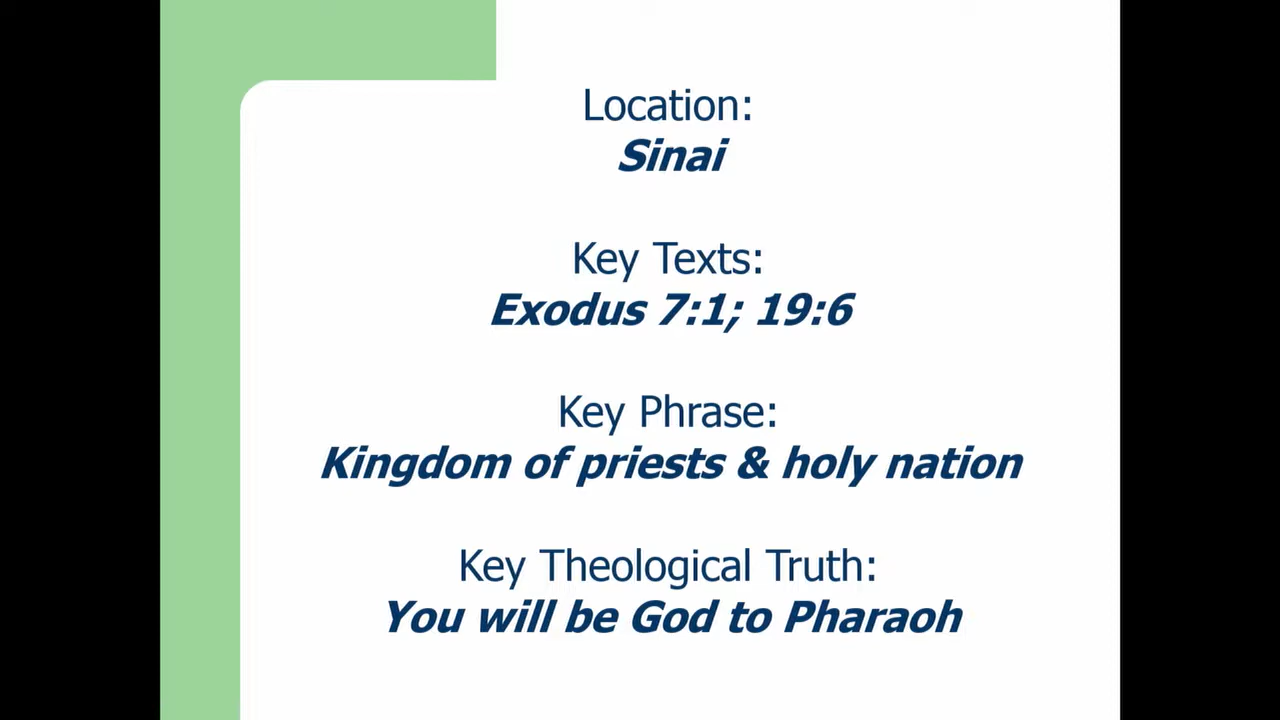 Location:
Sinai
Key Texts:
Exodus 7:1; 19:6
Key Phrase:
Kingdom of priests & holy nation
Key Theological Truth:
You will be God to Pharaoh